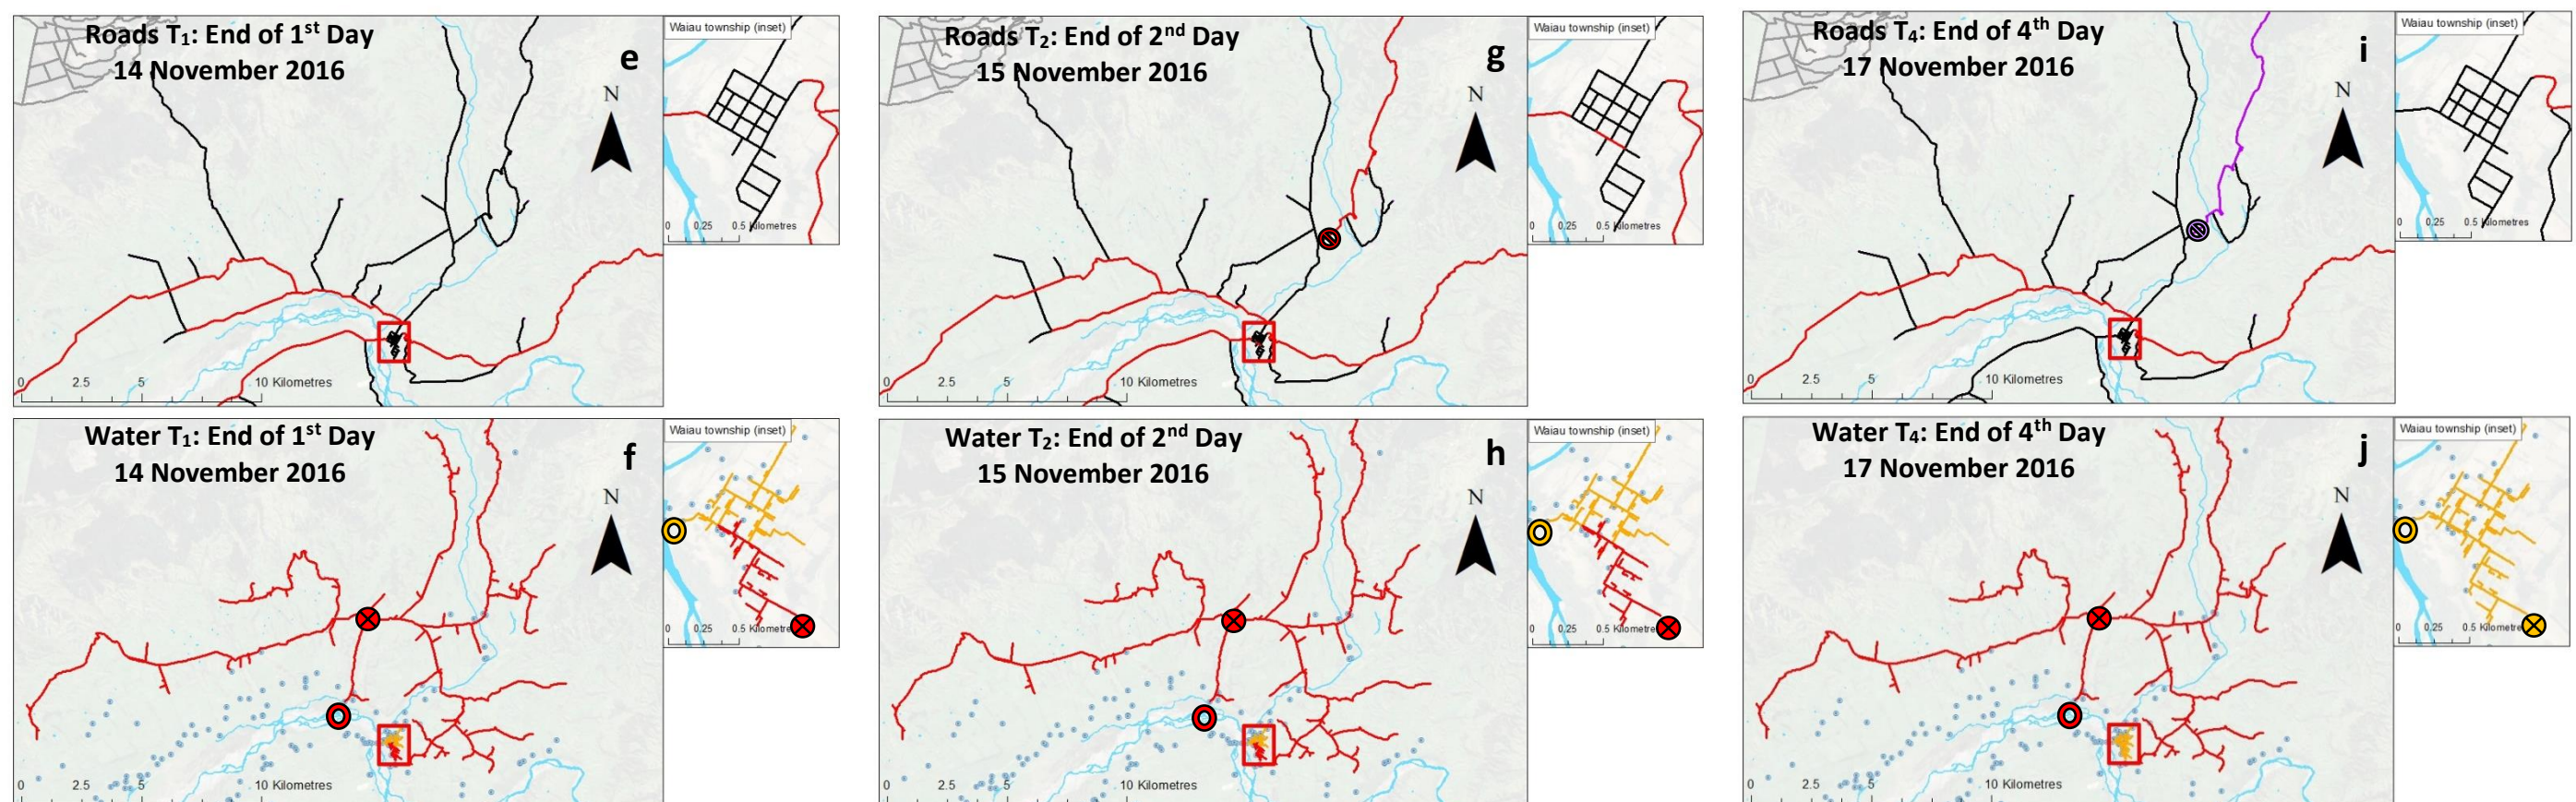 Roads T₁: End of 1st Day
14 November 2016
e
N
0 2.5 5 10 Kilometres
Waiau township (inset)
0 0.25 0.5 Kilometres
Roads T₂: End of 2nd Day
15 November 2016
g
N
0 2.5 5 10 Kilometres
Waiau township (inset)
0 0.25 0.5 Kilometres
Roads T₄: End of 4th Day
17 November 2016
i
N
0 2.5 5 10 Kilometres
Waiau township (inset)
0 0.25 0.5 Kilometres
Water T₁: End of 1st Day
14 November 2016
f
N
0 2.5 5 10 Kilometres
Waiau township (inset)
0 0.25 0.5 Kilometre
Water T₂: End of 2nd Day
15 November 2016
h
N
0 2.5 5 10 Kilometres
Waiau township (inset)
0 0.25 0.5 Kilometre
Water T₄: End of 4th Day
17 November 2016
j
N
0 2.5 5 10 Kilometres
Waiau township (inset)
0 0.25 0.5 Kilometre